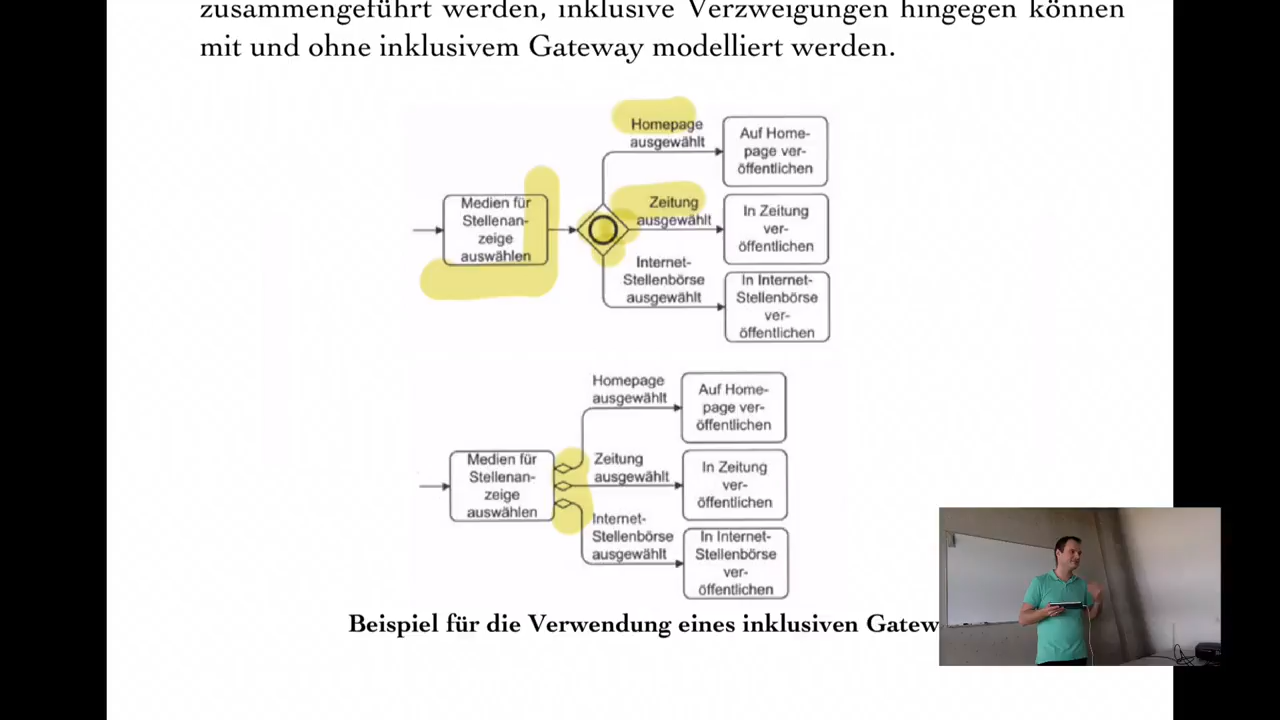 zusammengeführt werden, inklusive Verzweigungen hingegen können
mit und ohne inklusivem Gateway modelliert werden.
Homepage
ausgewählt
Auf Home-
page ver-
öffentlichen
Medien für
Stellenan-
zeige
auswählen
Zeitung
ausgewählt
In Zeitung
ver-
öffentlichen
Internet-
Stellenbörse
ausgewählt
In Internet-
Stellenbörse
ver-
öffentlichen
Homepage
ausgewählt
Auf Home-
page ver-
öffentlichen
Medien für
Stellenan-
zeige
auswählen
Zeitung
ausgewählt
In Zeitung
ver-
öffentlichen
Internet-
Stellenbörse
ausgewählt
In Internet-
Stellenbörse
ver-
öffentlichen
Beispiel für die Verwendung eines inklusiven Gatew